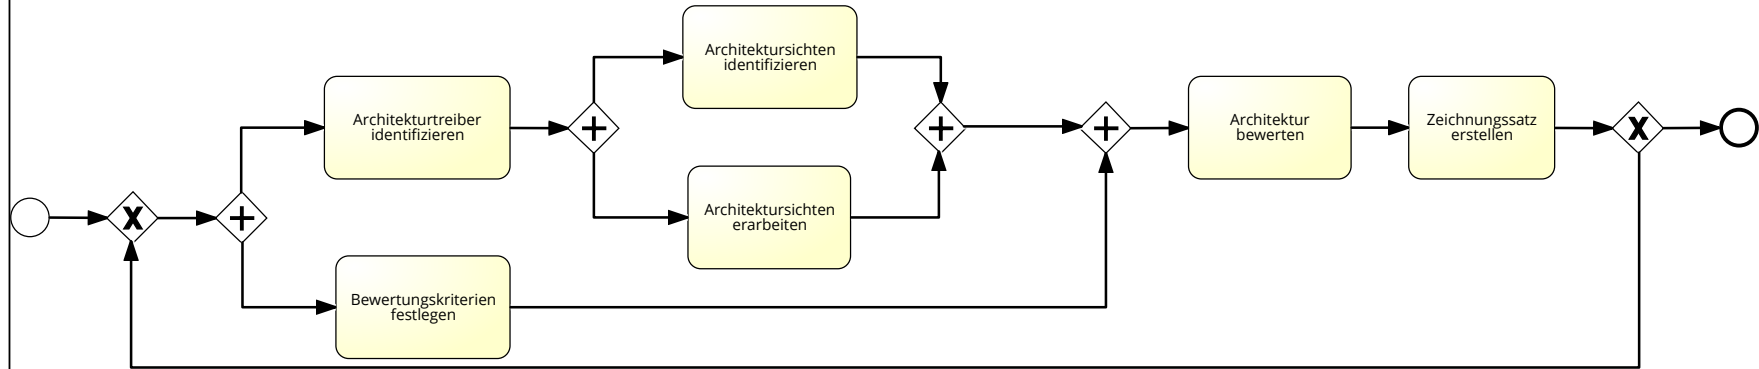 Architektursichten
identifizieren
Architekturtreiber
identifizieren
Architektur
bewerten
Zeichnungssatz
erstellen
Architektursichten
erarbeiten
Bewertungskriterien
festlegen